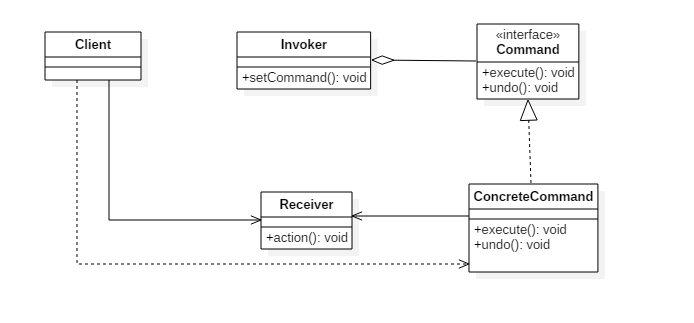 Client
Invoker
+setCommand(): void
«interface»
Command
+execute(): void
+undo(): void
Receiver
+action(): void
ConcreteCommand
+execute(): void
+undo(): void